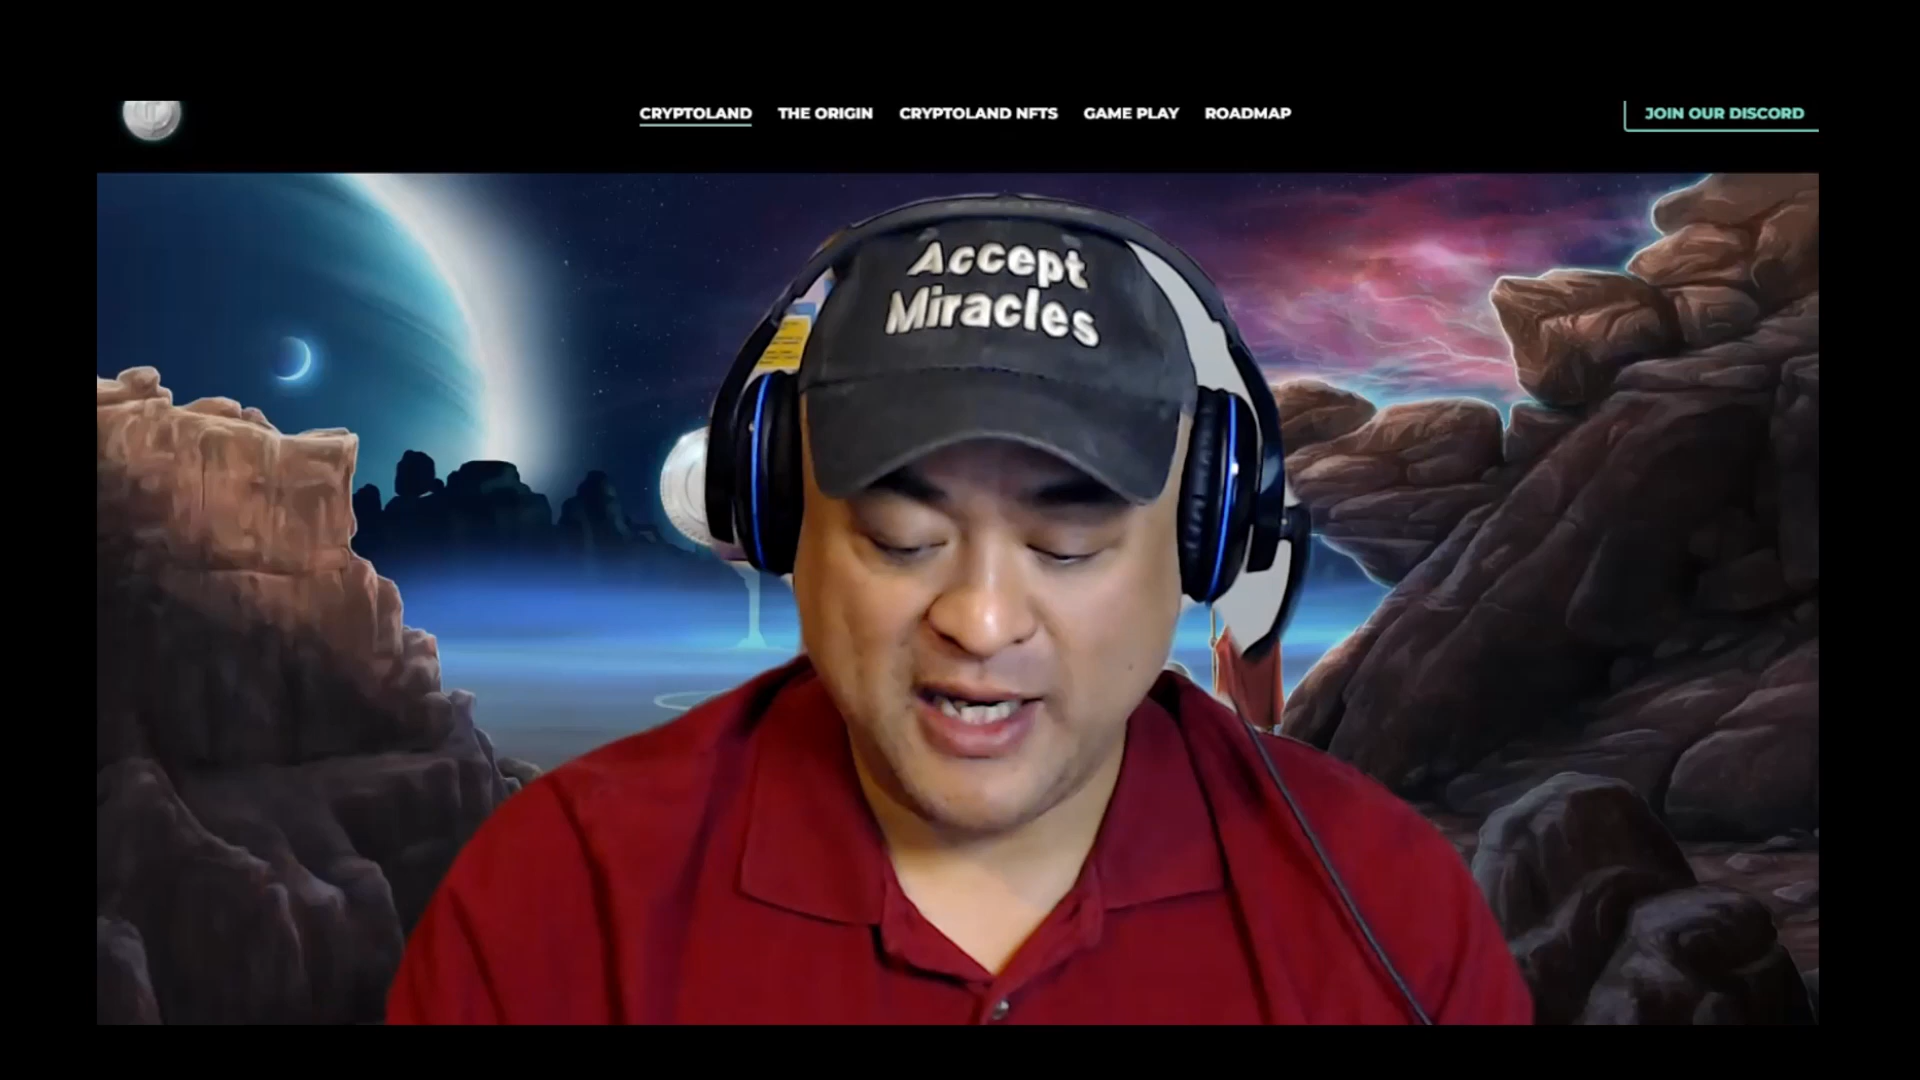 CRYPTOLAND THE ORIGIN CRYPTOLAND NFTS GAME PLAY ROADMAP JOIN OUR DISCORD
Accept
Miracles